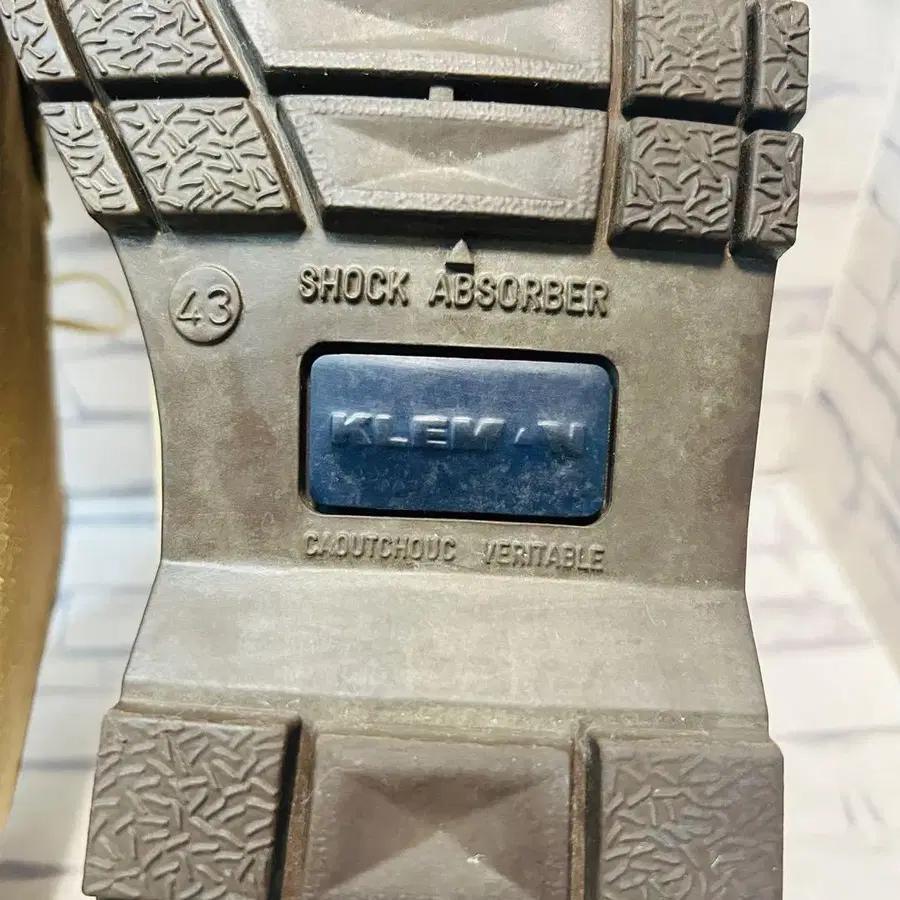 SHOCK ABSORBER
43
KLEMAN
CAOUTCHOUC VERITABLE